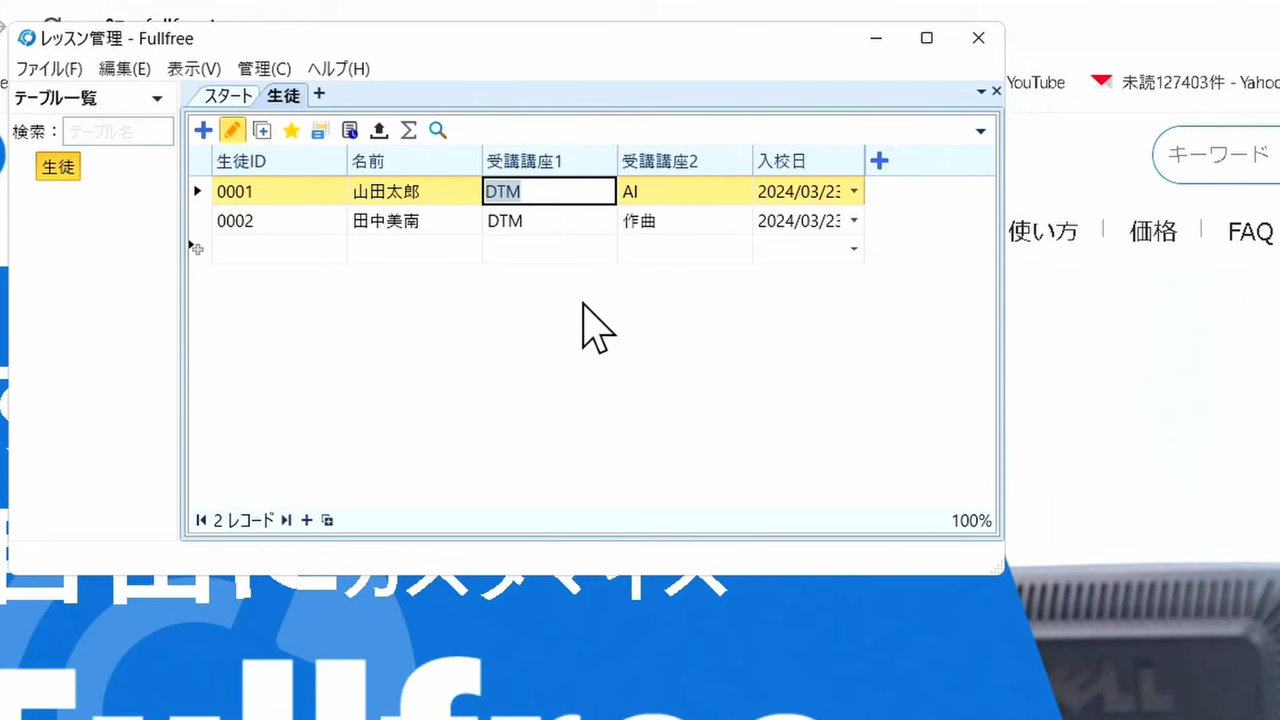 レッスン管理 - Fullfree
ファイル(F) 編集(E) 表示(V) 管理(C) ヘルプ(H)
YouTube 未読127403件 - Yahoo
テーブル一覧
スタート 生徒
検索： テーブル名
キーワード
生徒
生徒ID 名前 受講講座1 受講講座2 入校日
0001 山田太郎 DTM AI 2024/03/23
0002 田中美南 DTM 作曲 2024/03/23
使い方 価格 FAQ
2 レコード 100%
DELL
Fullfree